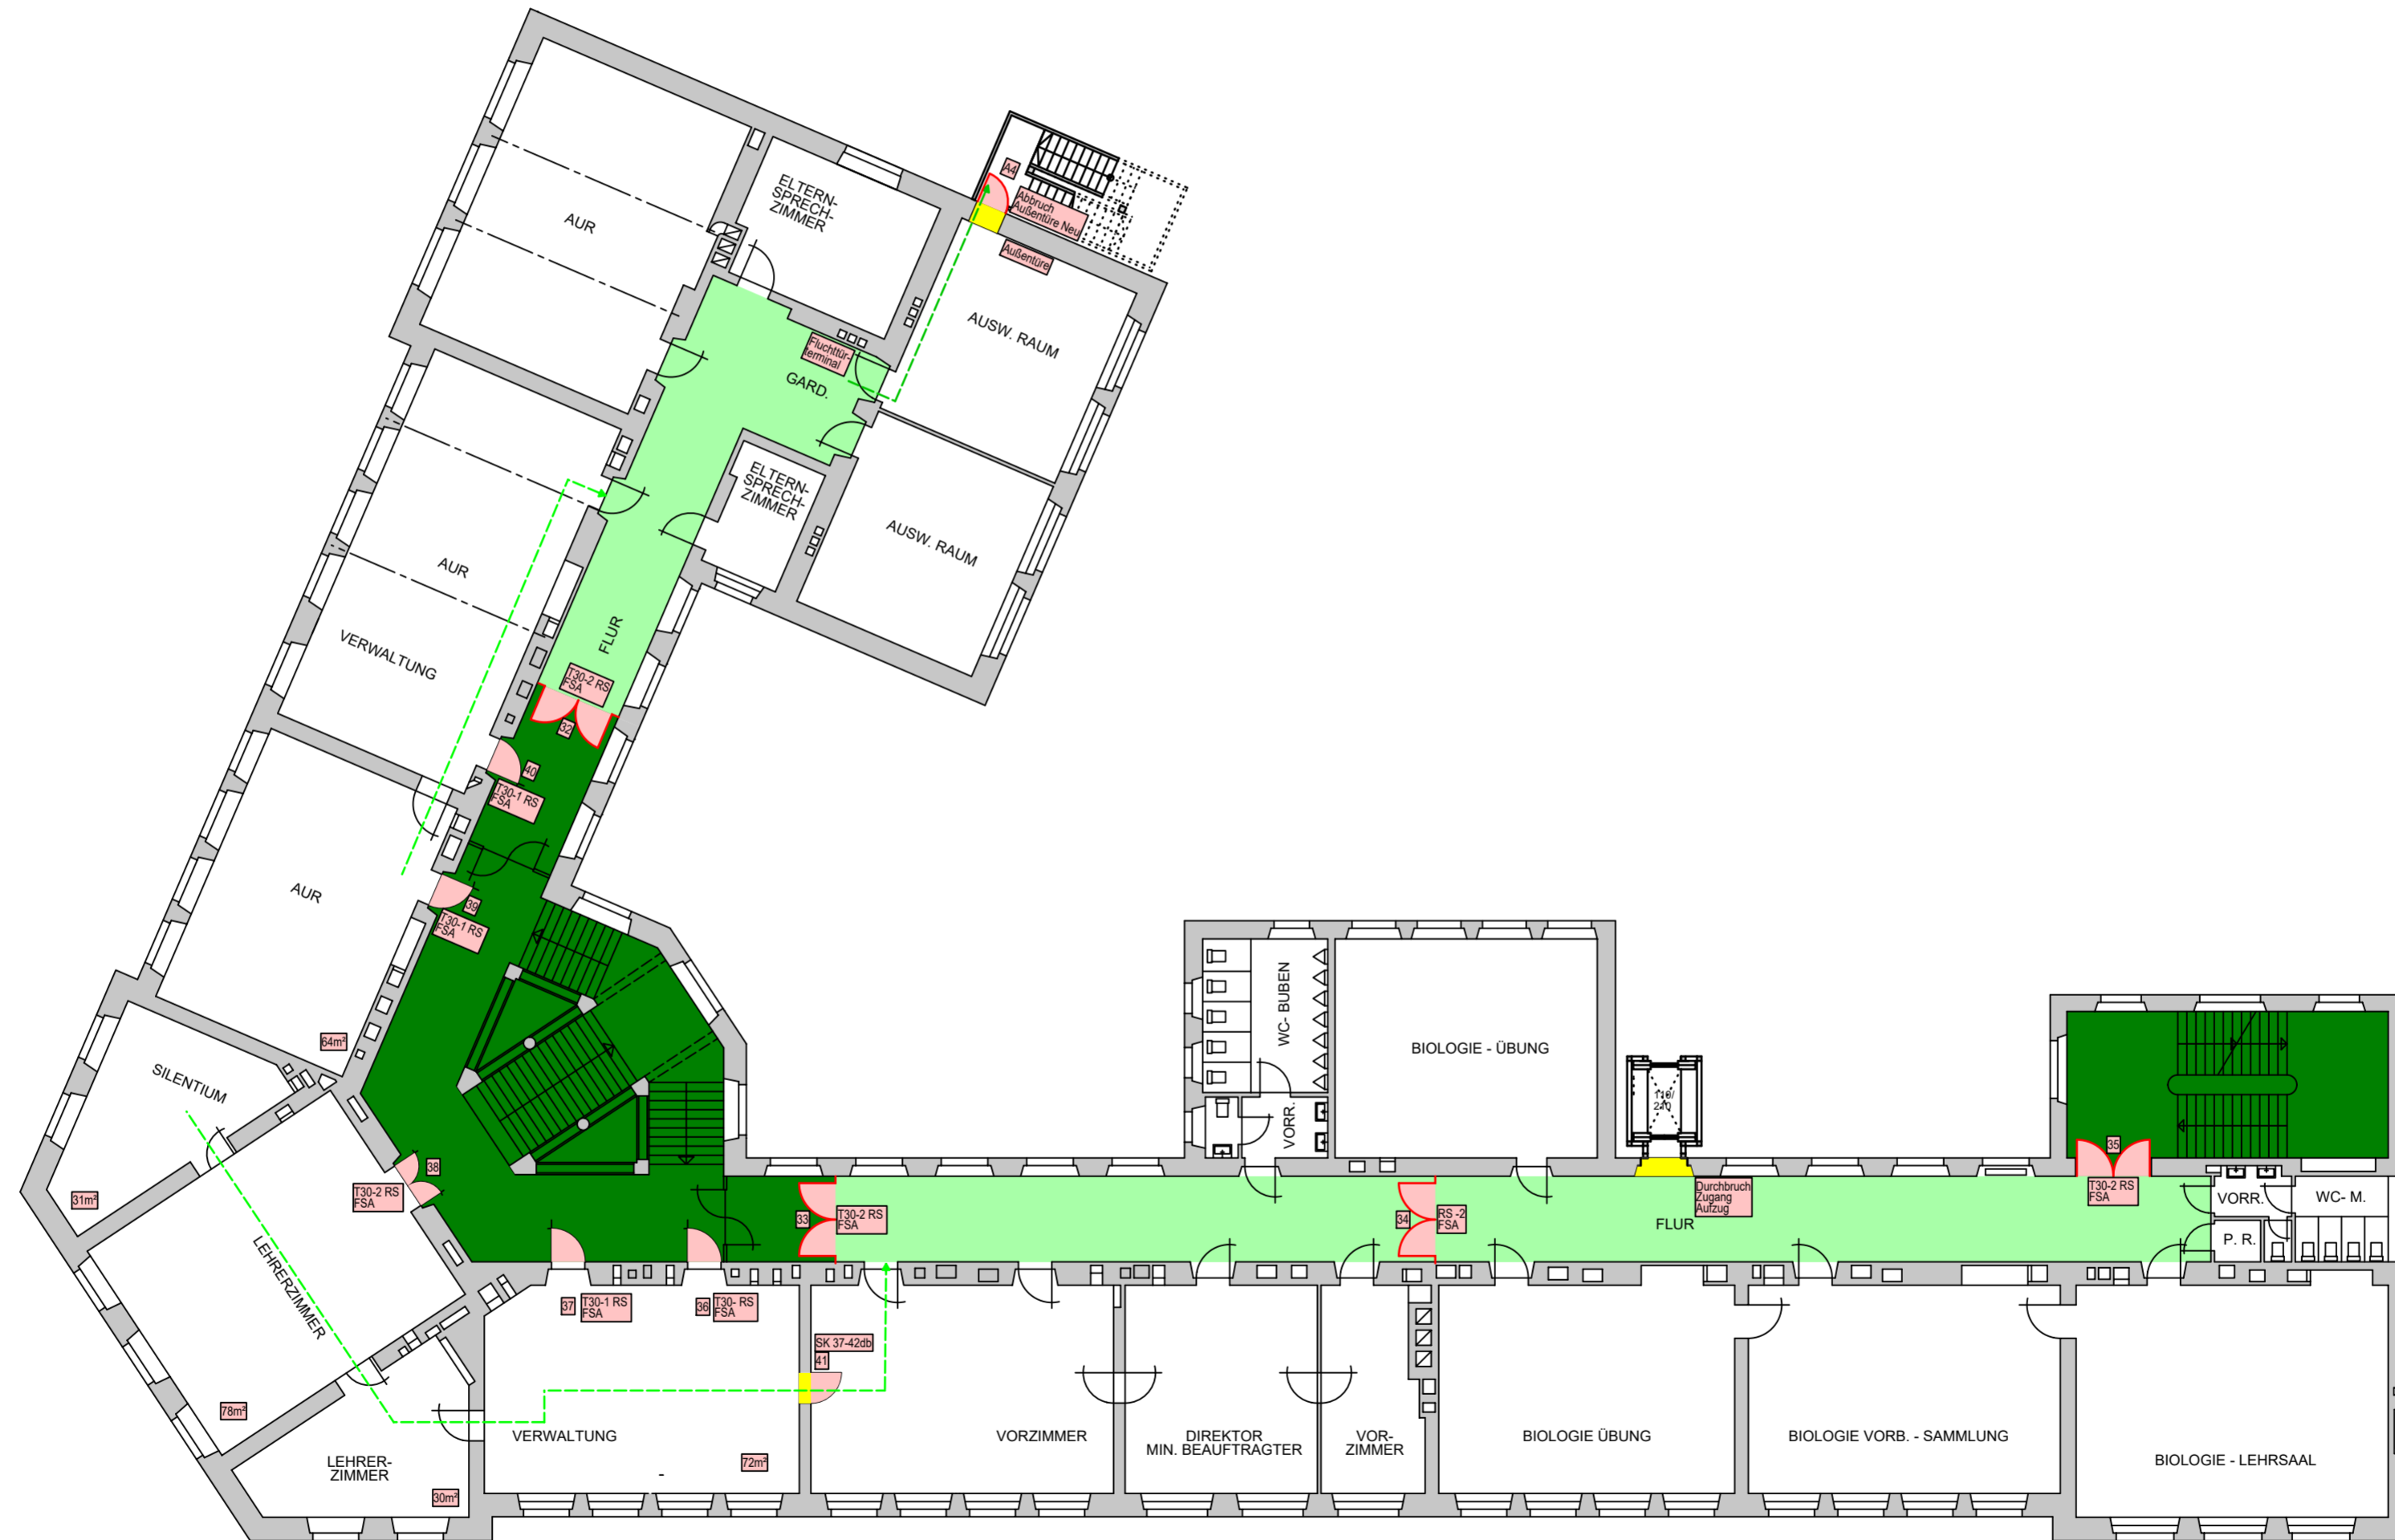 AUR
ELTERN-
SPRECH-
ZIMMER
A4
Abbruch
Außentüre Neu
Außentüre
AUSW. RAUM
Fluchttür-
terminal
GARD.
ELTERN-
SPRECH-
ZIMMER
AUSW. RAUM
AUR
VERWALTUNG
FLUR
T30-2 RS
FSA
32
40
T30-1 RS
FSA
AUR
39
T30-1 RS
FSA
64m²
SILENTIUM
31m²
38
T30-2 RS
FSA
LEHRERZIMMER
78m²
WC- BUBEN
VORR.
BIOLOGIE - ÜBUNG
110/
210
33
T30-2 RS
FSA
34
RS -2
FSA
FLUR
Durchbruch
Zugang
Aufzug
35
T30-2 RS
FSA
VORR.
WC- M.
P. R.
37
T30-1 RS
FSA
36
T30- RS
FSA
SK 37-42db
41
VERWALTUNG
72m²
LEHRER-
ZIMMER
30m²
VORZIMMER
DIREKTOR
MIN. BEAUFTRAGTER
VOR-
ZIMMER
BIOLOGIE ÜBUNG
BIOLOGIE VORB. - SAMMLUNG
BIOLOGIE - LEHRSAAL